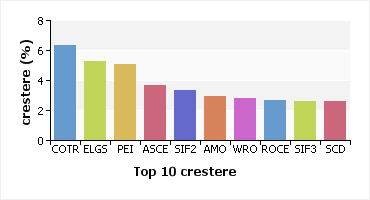 8
6
4
2
0
crestere (%)
COTR ELGS PEI ASCE SIF2 AMO WRO ROCE SIF3 SCD
Top 10 crestere